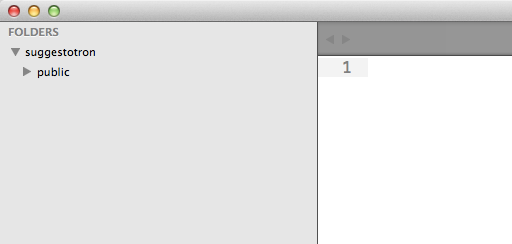 FOLDERS
suggestotron
public
1